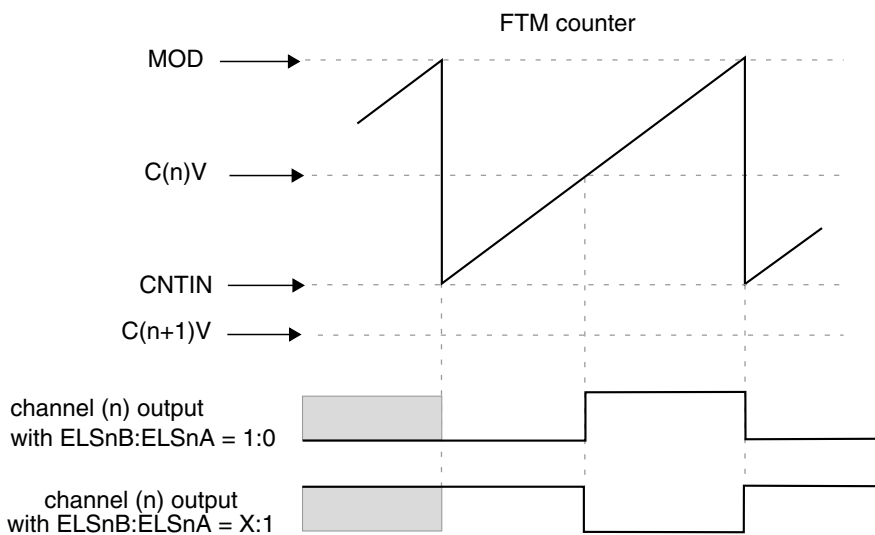 FTM counter
MOD
C(n)V
CNTIN
C(n+1)V
channel (n) output
with ELSnB:ELSnA = 1:0
channel (n) output
with ELSnB:ELSnA = X:1